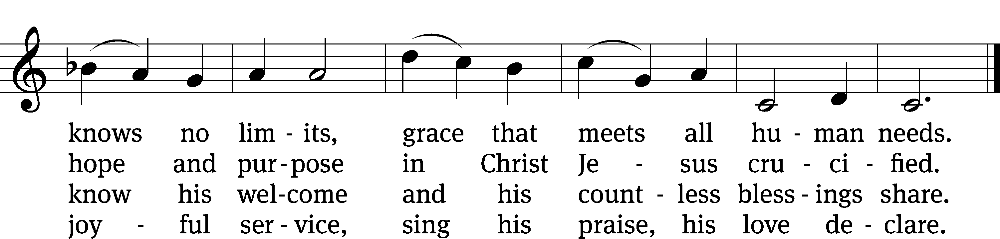 knows no lim - its, grace that meets all hu - man needs.
hope and pur - pose in Christ Je - sus cru - ci - fied.
know his wel - come and his count - less bless - ings share.
joy - ful ser - vice, sing his praise, his love de - clare.